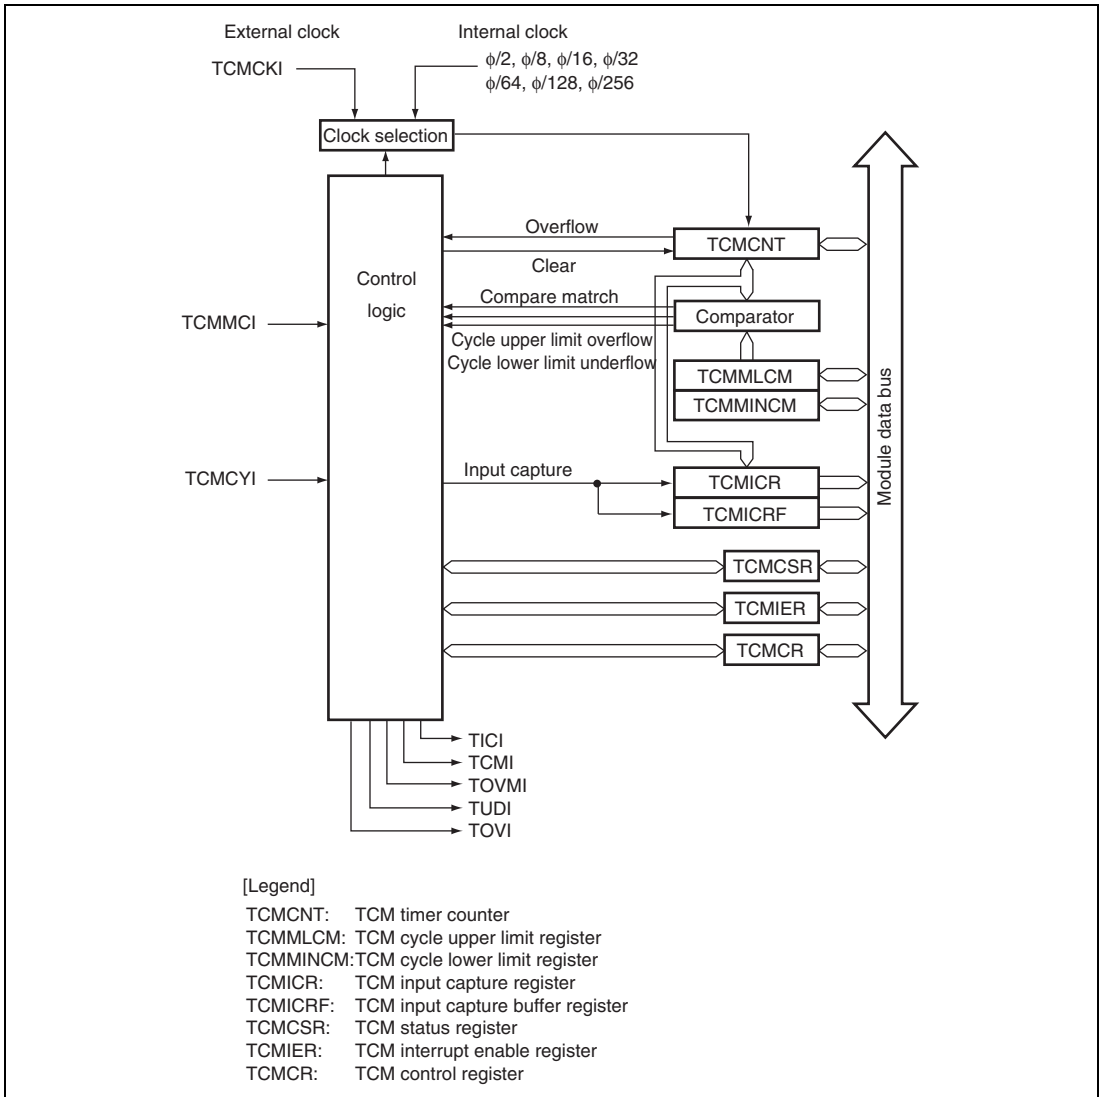 External clock
Internal clock
TCMCKI
ϕ/2, ϕ/8, ϕ/16, ϕ/32
ϕ/64, ϕ/128, ϕ/256
Clock selection
Overflow
TCMCNT
Clear
Control
logic
Compare matrch
Comparator
TCMMCI
Cycle upper limit overflow
Cycle lower limit underflow
TCMMLCM
TCMMINCM
Module data bus
TCMCYI
Input capture
TCMICR
TCMICRF
TCMCSR
TCMIER
TCMCR
TICI
TCMI
TOVMI
TUDI
TOVI
[Legend]
TCMCNT: TCM timer counter
TCMMLCM: TCM cycle upper limit register
TCMMINCM:TCM cycle lower limit register
TCMICR: TCM input capture register
TCMICRF: TCM input capture buffer register
TCMCSR: TCM status register
TCMIER: TCM interrupt enable register
TCMCR: TCM control register